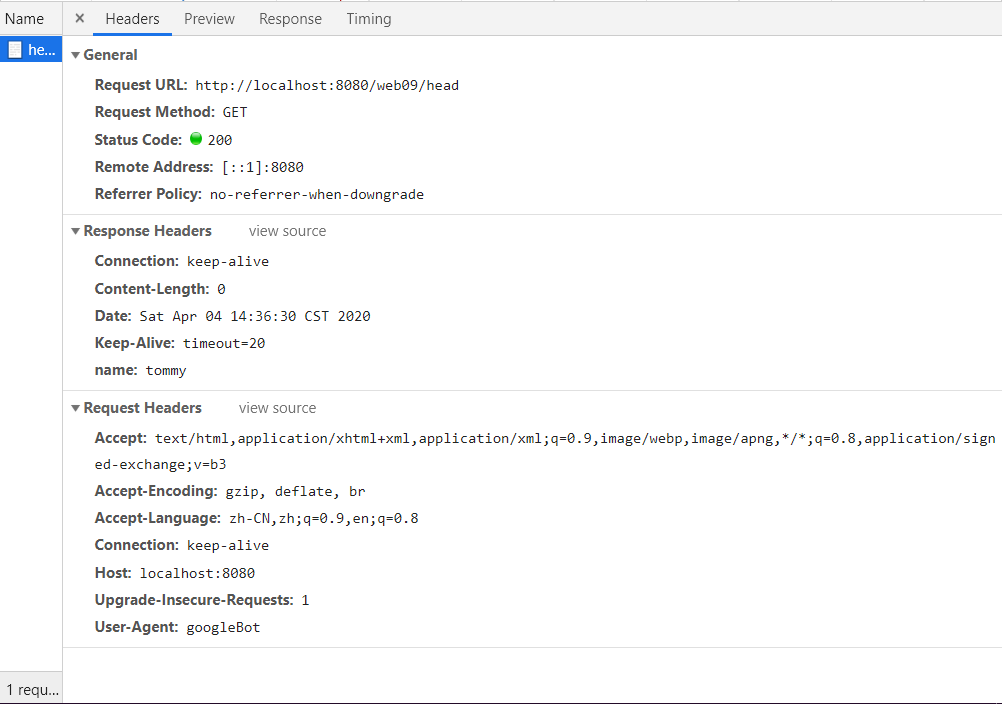 Name × Headers Preview Response Timing
he...
General
Request URL: http://localhost:8080/web09/head
Request Method: GET
Status Code: 200
Remote Address: [::1]:8080
Referrer Policy: no-referrer-when-downgrade
Response Headers view source
Connection: keep-alive
Content-Length: 0
Date: Sat Apr 04 14:36:30 CST 2020
Keep-Alive: timeout=20
name: tommy
Request Headers view source
Accept: text/html,application/xhtml+xml,application/xml;q=0.9,image/webp,image/apng,*/*;q=0.8,application/sign
ed-exchange;v=b3
Accept-Encoding: gzip, deflate, br
Accept-Language: zh-CN,zh;q=0.9,en;q=0.8
Connection: keep-alive
Host: localhost:8080
Upgrade-Insecure-Requests: 1
User-Agent: googleBot
1 requ...